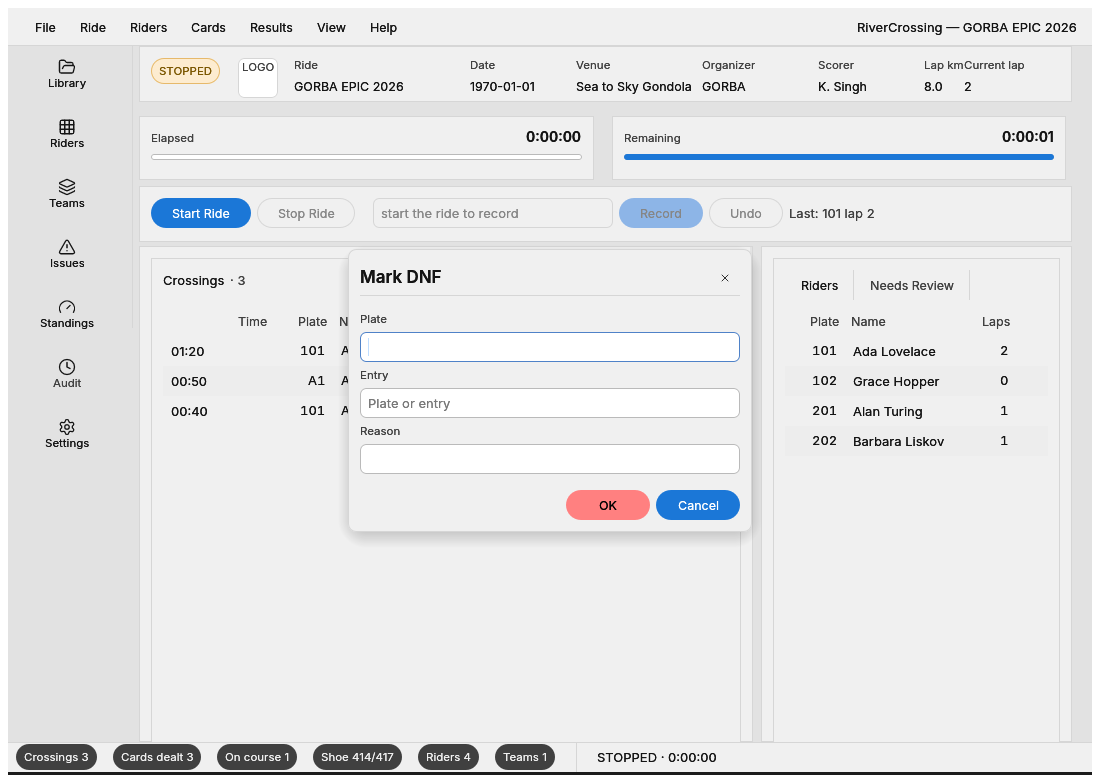 File Ride Riders Cards Results View Help RiverCrossing — GORBA EPIC 2026
Library
Riders
Teams
Issues
Standings
Audit
Settings
STOPPED
LOGO
Ride Date Venue Organizer Scorer Lap km Current lap
GORBA EPIC 2026 1970-01-01 Sea to Sky Gondola GORBA K. Singh 8.0 2
Elapsed 0:00:00
Remaining 0:00:01
Start Ride Stop Ride start the ride to record Record Undo Last: 101 lap 2
Crossings · 3
Time Plate N
01:20 101 A
00:50 A1 A
00:40 101 A
Mark DNF
Plate
Entry
Plate or entry
Reason
OK Cancel
Riders Needs Review
Plate Name Laps
101 Ada Lovelace 2
102 Grace Hopper 0
201 Alan Turing 1
202 Barbara Liskov 1
Crossings 3 Cards dealt 3 On course 1 Shoe 414/417 Riders 4 Teams 1 STOPPED · 0:00:00